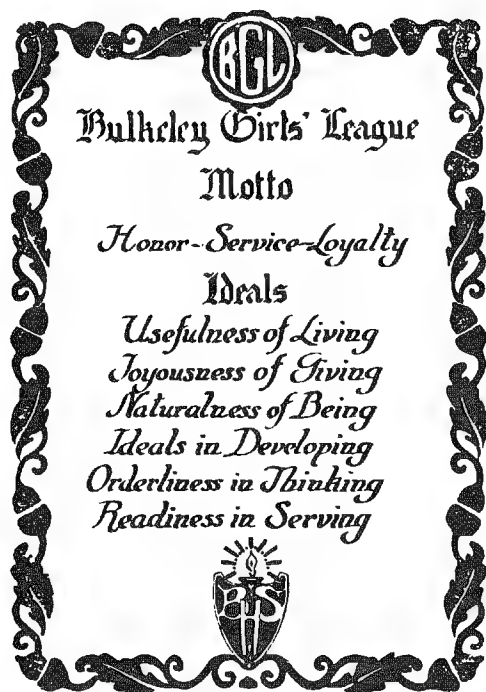 BGL
Bulkeley Girls' League
Motto
Honor-Service-Loyalty
Ideals
Usefulness of Living
Joyousness of Giving
Naturalness of Being
Ideals in Developing
Orderliness in Thinking
Readiness in Serving
BHS